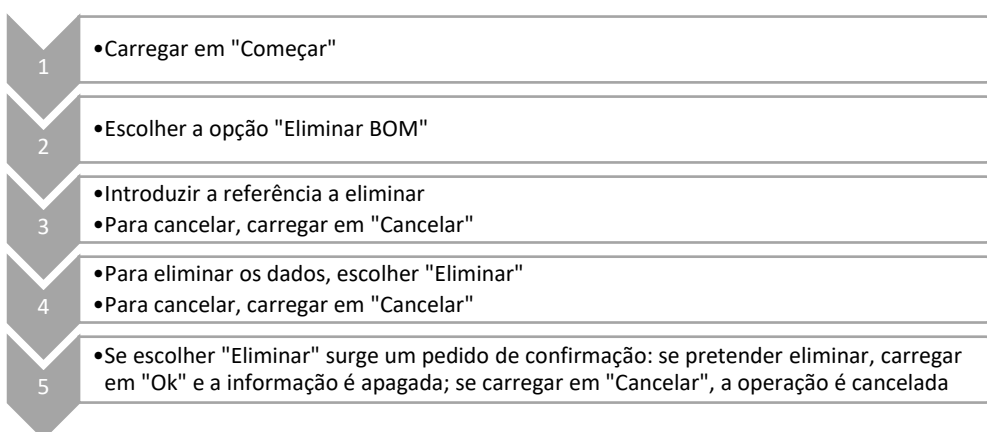 1
•Carregar em "Começar"
2
•Escolher a opção "Eliminar BOM"
3
•Introduzir a referência a eliminar
•Para cancelar, carregar em "Cancelar"
4
•Para eliminar os dados, escolher "Eliminar"
•Para cancelar, carregar em "Cancelar"
5
•Se escolher "Eliminar" surge um pedido de confirmação: se pretender eliminar, carregar
em "Ok" e a informação é apagada; se carregar em "Cancelar", a operação é cancelada